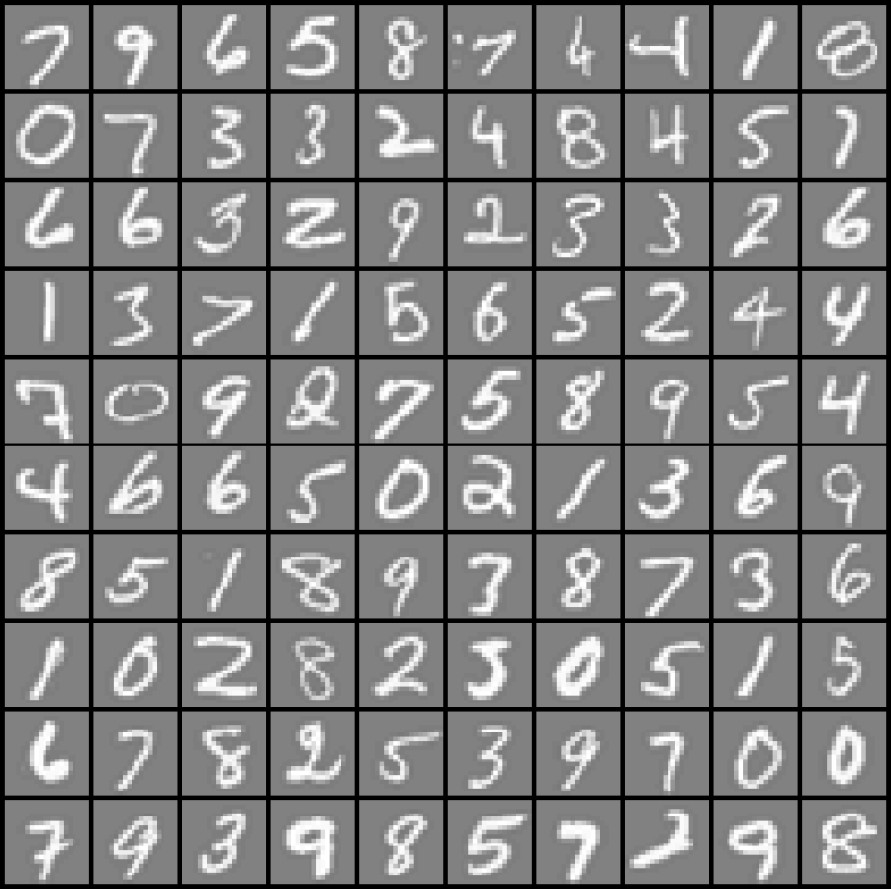 7 9 6 5 8 7 4 4 1 8
0 7 3 3 2 4 8 4 5 1
6 6 3 2 9 2 3 3 2 6
1 3 7 1 5 6 5 2 4 4
7 0 9 2 7 5 8 9 5 4
4 6 6 5 0 2 1 3 6 9
8 5 1 8 9 3 8 7 3 6
1 0 2 8 2 5 0 5 1 5
6 7 8 2 5 3 9 7 0 0
7 9 3 9 8 5 7 2 9 8